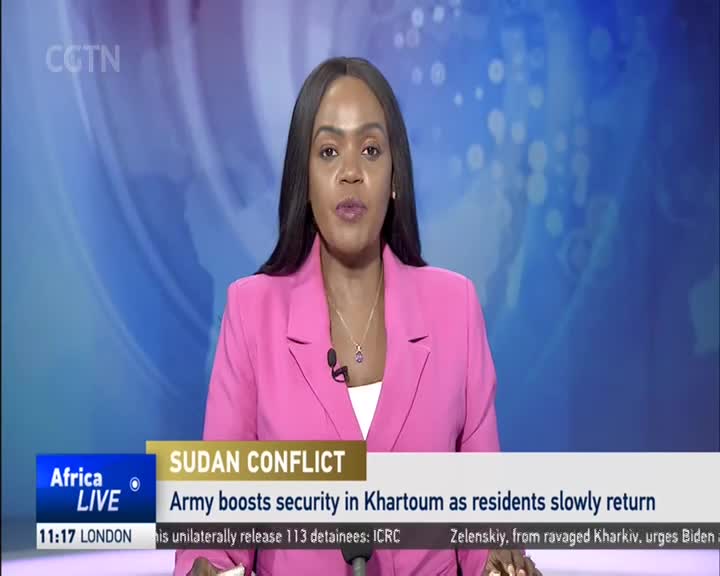 CGTN
SUDAN CONFLICT
Africa
LIVE
Army boosts security in Khartoum as residents slowly return
11:17 LONDON
unilaterally release 113 detainees: ICRC Zelenskiy, from ravaged Kharkiv, urges Biden